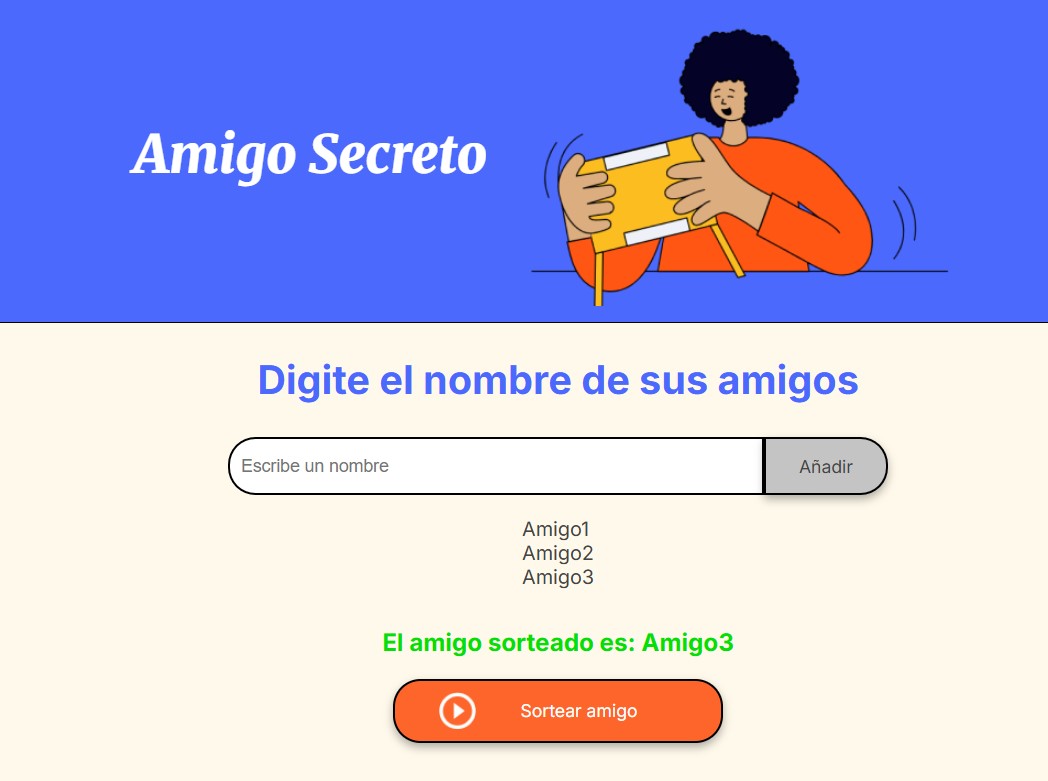 Amigo Secreto
Digite el nombre de sus amigos
Escribe un nombre
Añadir
Amigo1
Amigo2
Amigo3
El amigo sorteado es: Amigo3
Sortear amigo